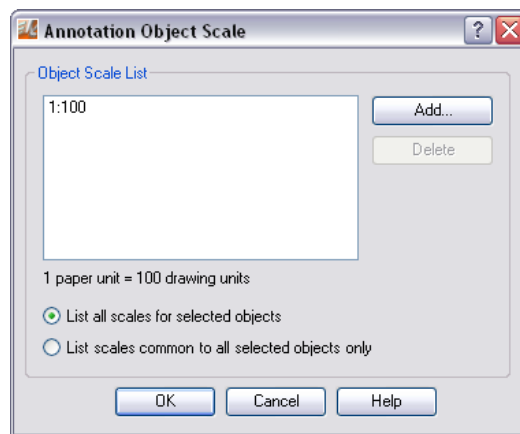 Annotation Object Scale
Object Scale List
1:100
Add...
Delete
1 paper unit = 100 drawing units
List all scales for selected objects
List scales common to all selected objects only
OK
Cancel
Help